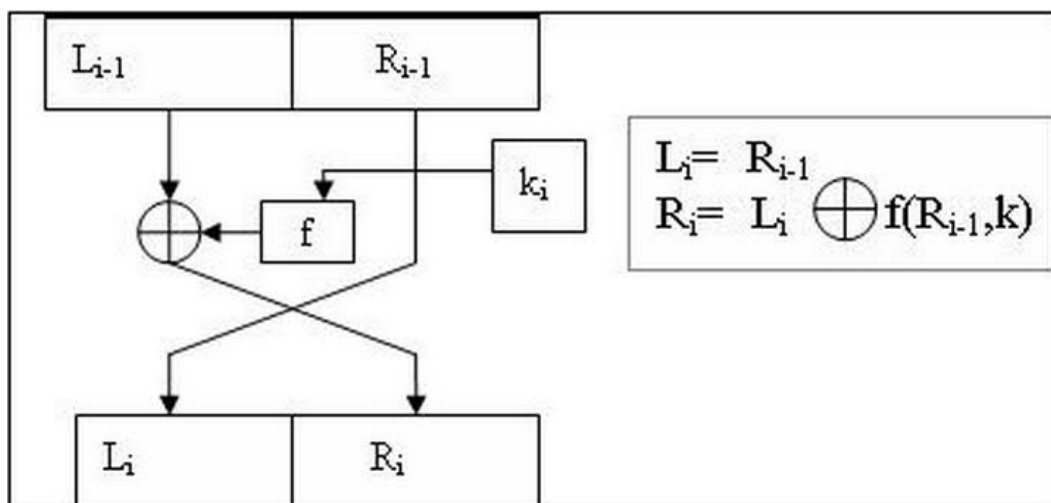 Lᵢ₋₁ Rᵢ₋₁
kᵢ
f
Lᵢ= Rᵢ₋₁
Rᵢ= Lᵢ ⊕ f(Rᵢ₋₁,k)
Lᵢ Rᵢ